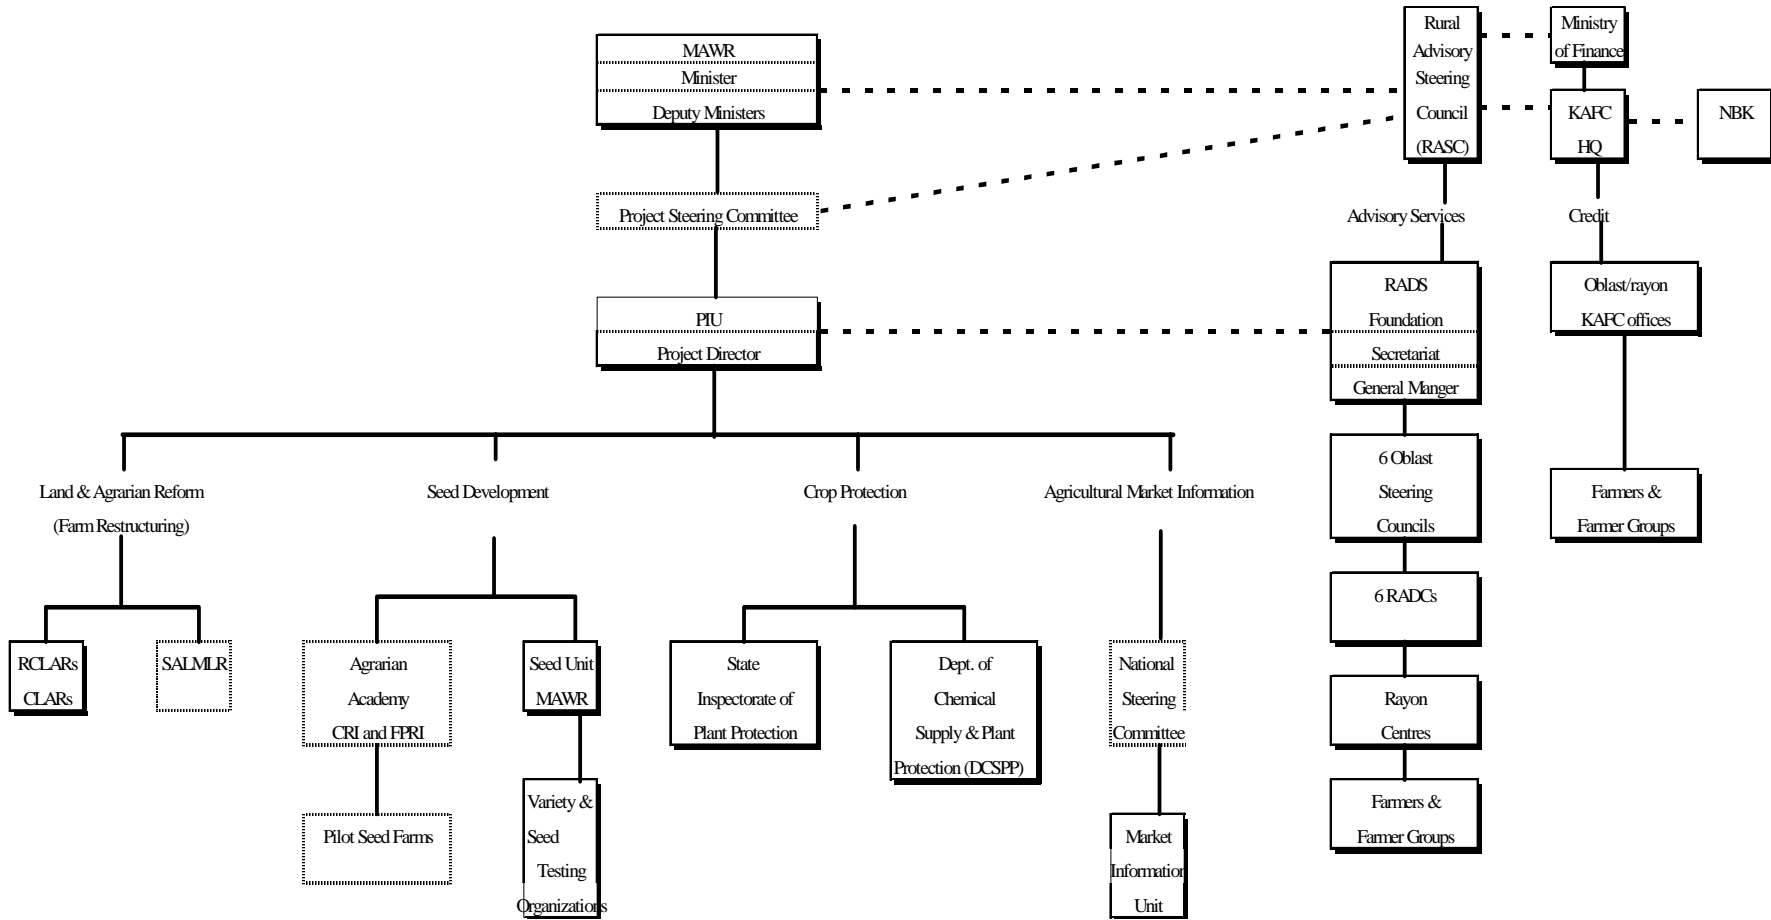 MAWR
Minister
Deputy Ministers
Project Steering Committee
PIU
Project Director
Rural
Advisory
Steering
Council
(RASC)
Ministry
of Finance
KAFC
HQ
NBK
Advisory Services
Credit
RADS
Foundation
Secretariat
General Manger
Oblast/rayon
KAFC offices
6 Oblast
Steering
Councils
Farmers &
Farmer Groups
6 RADCs
Rayon
Centres
Farmers &
Farmer Groups
Land & Agrarian Reform
(Farm Restructuring)
Seed Development
Crop Protection
Agricultural Market Information
RCLARs
CLARs
SALMLR
Agrarian
Academy
CRI and FPRI
Pilot Seed Farms
Seed Unit
MAWR
Variety &
Seed
Testing
Organizations
State
Inspectorate of
Plant Protection
Dept. of
Chemical
Supply & Plant
Protection (DCSPP)
National
Steering
Committee
Market
Information
Unit